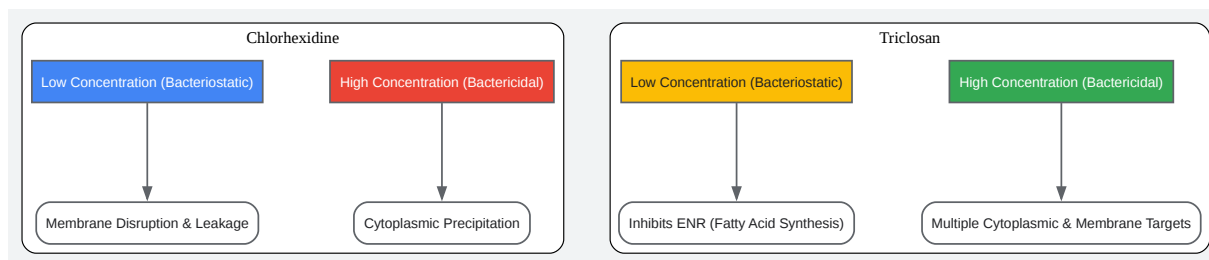 Chlorhexidine
Low Concentration (Bacteriostatic)
High Concentration (Bactericidal)
Membrane Disruption & Leakage
Cytoplasmic Precipitation
Triclosan
Low Concentration (Bacteriostatic)
High Concentration (Bactericidal)
Inhibits ENR (Fatty Acid Synthesis)
Multiple Cytoplasmic & Membrane Targets